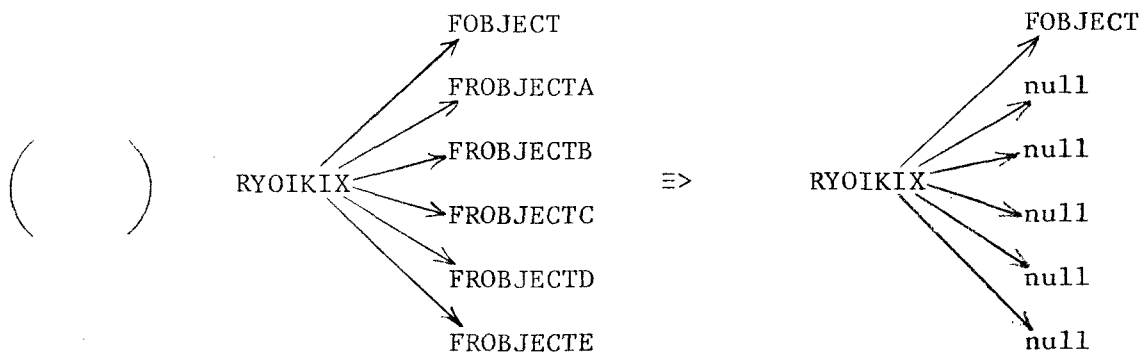 FOBJECT FOBJECT
FROBJECTA null
FROBJECTB null
( ) RYOIKIX ≡> RYOIKIX
FROBJECTC null
FROBJECTD null
FROBJECTE null